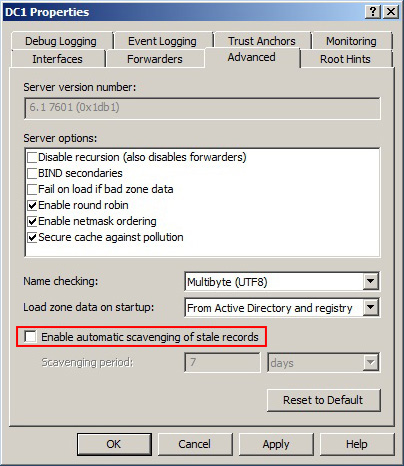 DC1 Properties
Debug Logging Event Logging Trust Anchors Monitoring
Interfaces Forwarders Advanced Root Hints
Server version number:
6.1 7601 (0x1db1)
Server options:
Disable recursion (also disables forwarders)
BIND secondaries
Fail on load if bad zone data
Enable round robin
Enable netmask ordering
Secure cache against pollution
Name checking: Multibyte (UTF8)
Load zone data on startup: From Active Directory and registry
Enable automatic scavenging of stale records
Scavenging period: 7 days
Reset to Default
OK Cancel Apply Help